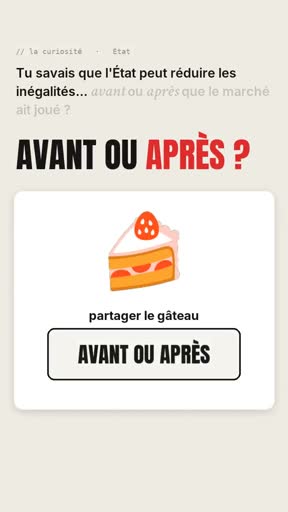 // la curiosité · État
Tu savais que l'État peut réduire les
inégalités... avant ou après que le marché
ait joué ?
AVANT OU APRÈS ?
partager le gâteau
AVANT OU APRÈS